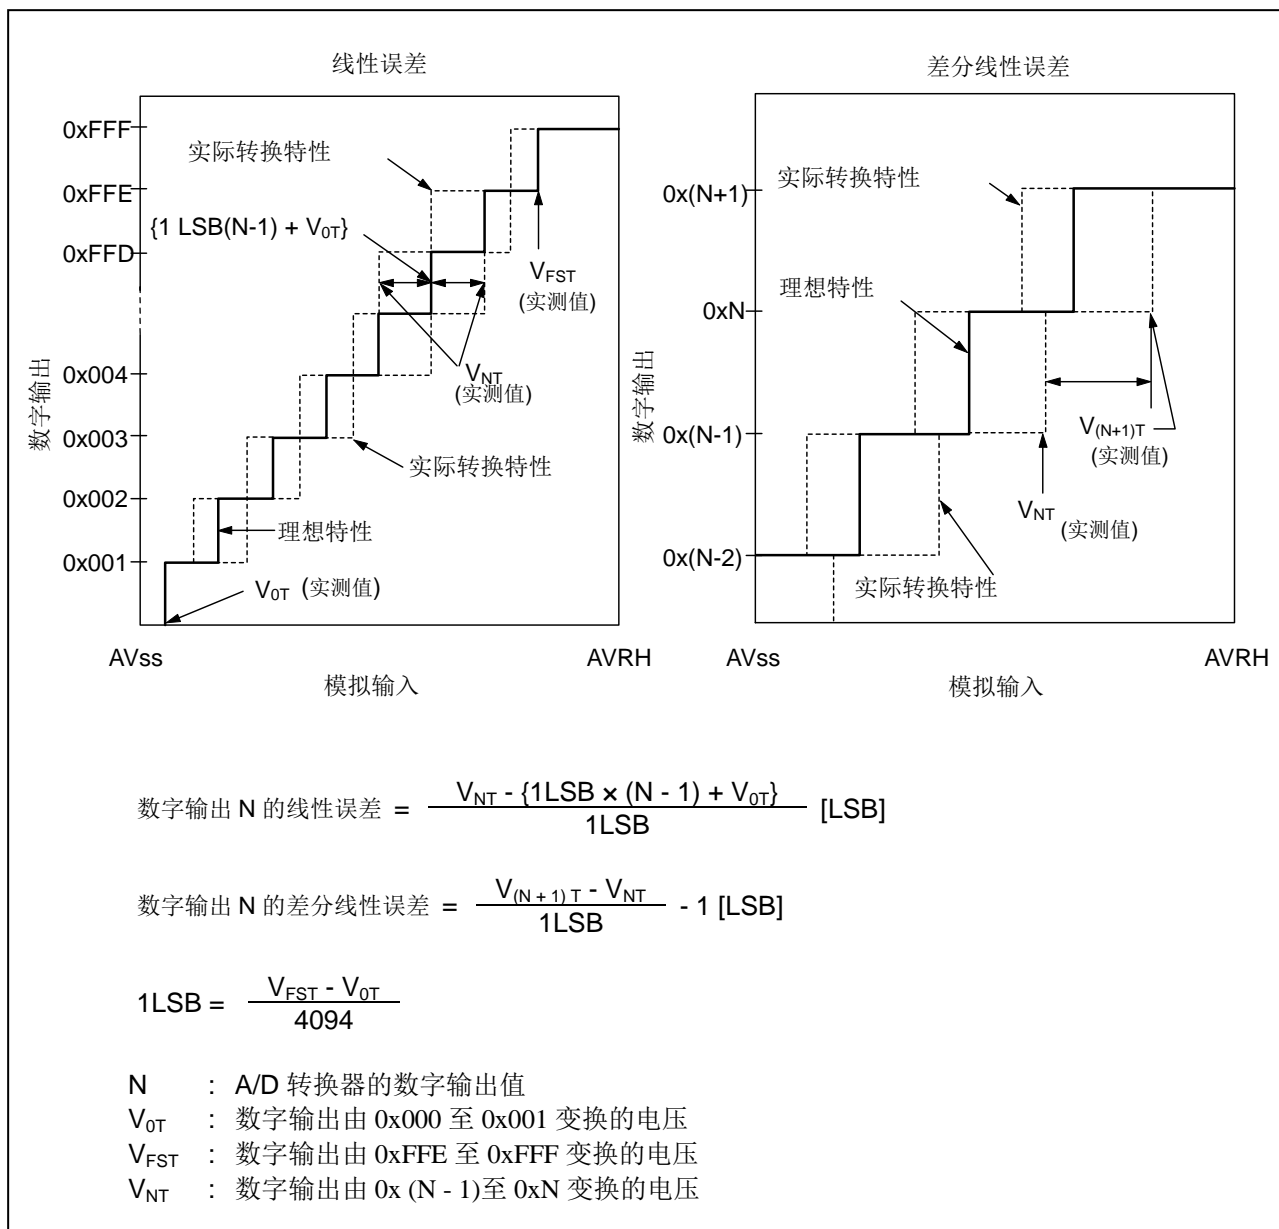 线性误差
0xFFF
0xFFE
0xFFD
0x004
0x003
0x002
0x001
数字输出
实际转换特性
{1 LSB(N-1) + V0T}
VFST
(实测值)
VNT
(实测值)
实际转换特性
理想特性
V0T (实测值)
AVss
AVRH
模拟输入
差分线性误差
0x(N+1)
0xN
0x(N-1)
0x(N-2)
数字输出
实际转换特性
理想特性
V(N+1)T
(实测值)
VNT
(实测值)
实际转换特性
AVss
AVRH
模拟输入
数字输出 N 的线性误差 = VNT - {1LSB × (N - 1) + V0T} / 1LSB [LSB]
数字输出 N 的差分线性误差 = V(N + 1) T - VNT / 1LSB - 1 [LSB]
1LSB = VFST - V0T / 4094
N : A/D 转换器的数字输出值
V0T : 数字输出由 0x000 至 0x001 变换的电压
VFST : 数字输出由 0xFFE 至 0xFFF 变换的电压
VNT : 数字输出由 0x (N - 1)至 0xN 变换的电压